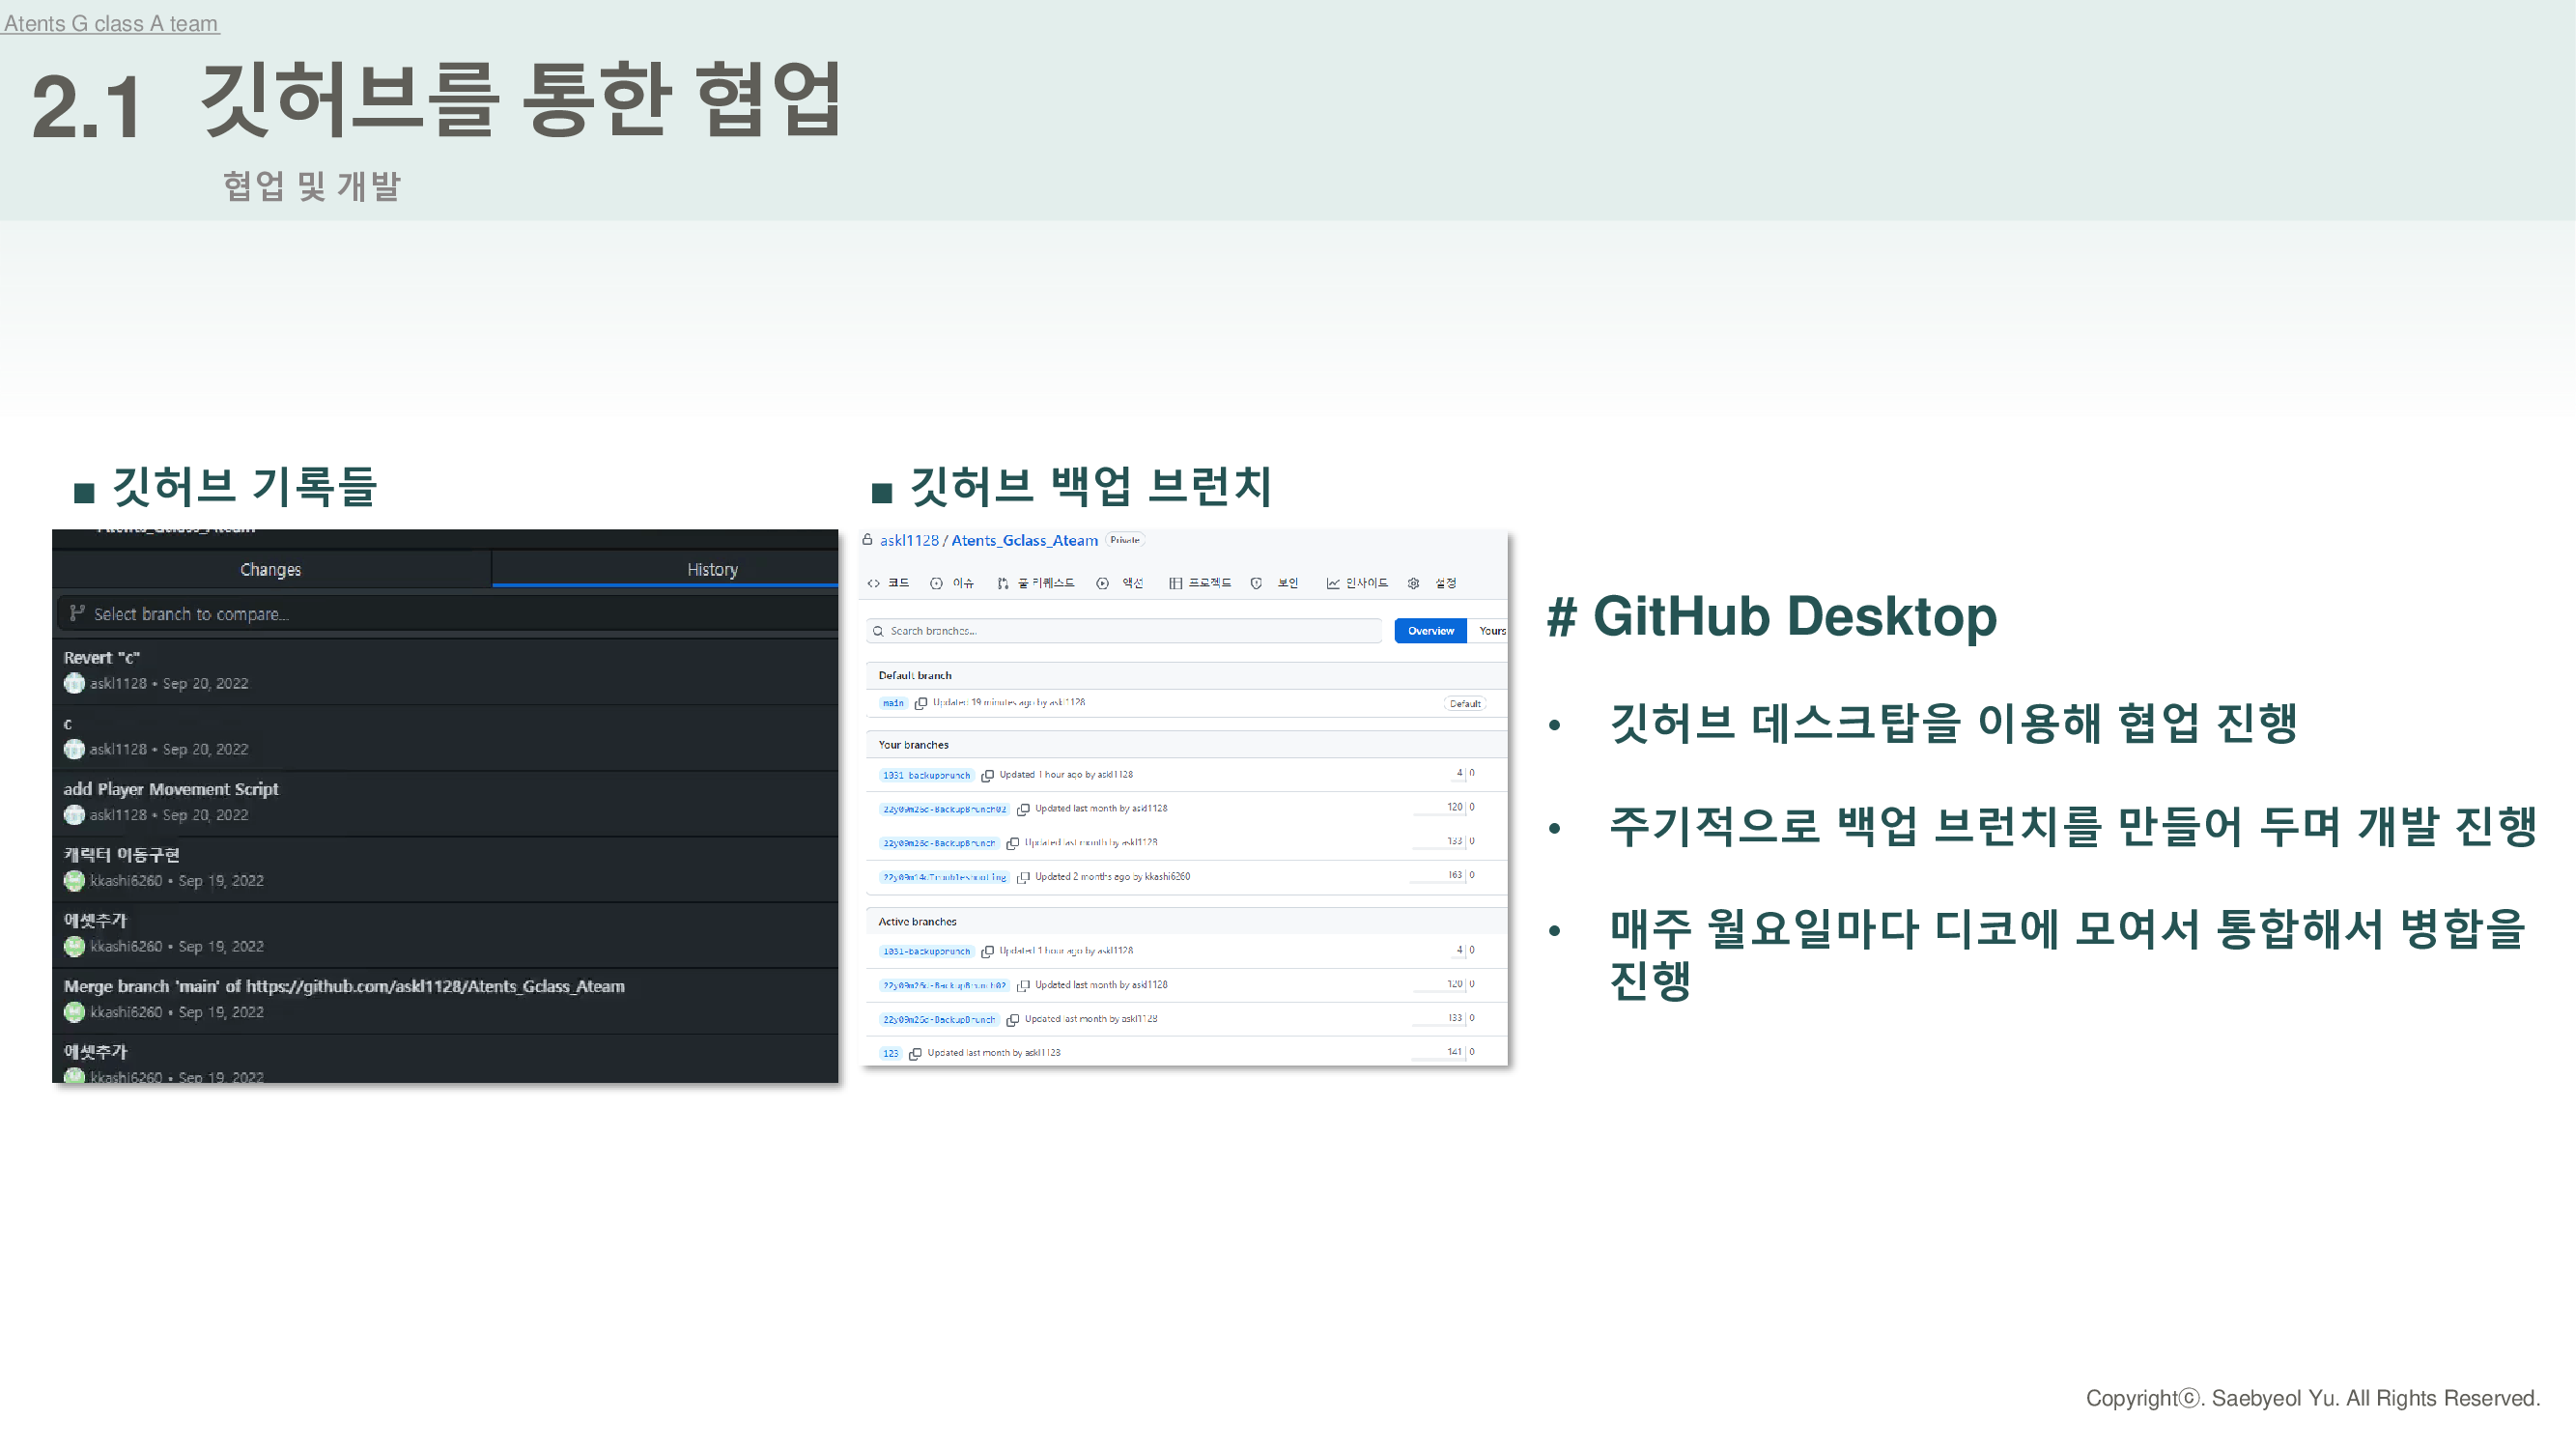 Atents G class A team
2.1 깃허브를 통한 협업
협업 및 개발
■ 깃허브 기록들
Changes
History
Select branch to compare...
Revert "c"
askl1128 • Sep 20, 2022
c
askl1128 • Sep 20, 2022
add Player Movement Script
askl1128 • Sep 20, 2022
캐릭터 이동구현
kkashi6260 • Sep 19, 2022
에셋추가
kkashi6260 • Sep 19, 2022
Merge branch 'main' of https://github.com/askl1128/Atents_Gclass_Ateam
kkashi6260 • Sep 19, 2022
에셋추가
kkashi6260 • Sep 19, 2022
■ 깃허브 백업 브런치
askl1128 / Atents_Gclass_Ateam Private
코드 이슈 풀 리퀘스트 액션 프로젝트 보안 인사이트 설정
Search branches...
Overview Yours
Default branch
main Updated 19 minutes ago by askl1128 Default
Your branches
Updated 1 hour ago by askl1128 4 | 0
22y09m26d-BackupBrunch02 Updated last month by askl1128 120 | 0
22y09m26d-BackupBrunch Updated last month by askl1128 133 | 0
22y09m14dTroubleshooting Updated 2 months ago by kkashi6260 163 | 0
Active branches
Updated 1 hour ago by askl1128 4 | 0
22y09m26d-BackupBrunch02 Updated last month by askl1128 120 | 0
22y09m26d-BackupBrunch Updated last month by askl1128 133 | 0
123 Updated last month by askl1128 141 | 0
# GitHub Desktop
• 깃허브 데스크탑을 이용해 협업 진행
• 주기적으로 백업 브런치를 만들어 두며 개발 진행
• 매주 월요일마다 디코에 모여서 통합해서 병합을
진행
Copyrightⓒ. Saebyeol Yu. All Rights Reserved.